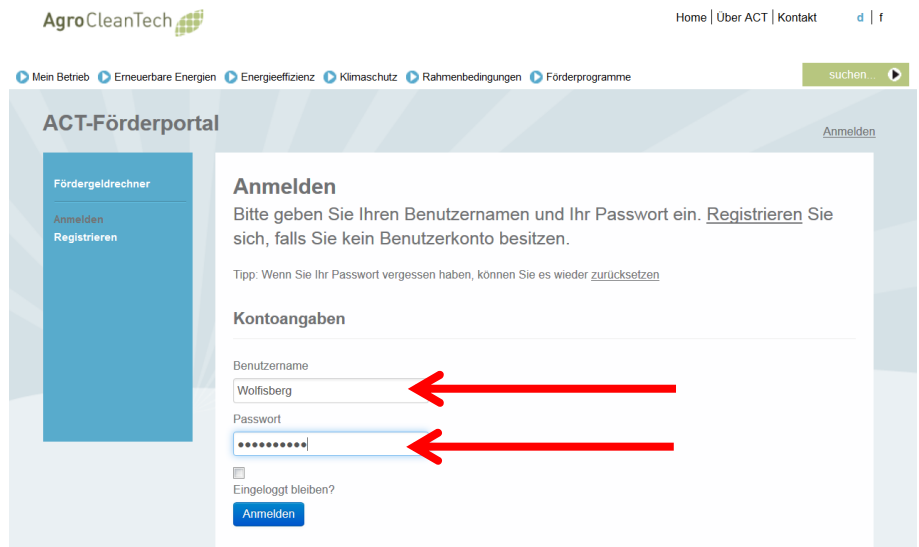 AgroCleanTech
Home | Über ACT | Kontakt d | f
Mein Betrieb Erneuerbare Energien Energieeffizienz Klimaschutz Rahmenbedingungen Förderprogramme suchen...
ACT-Förderportal
Anmelden
Fördergeldrechner
Anmelden
Registrieren
Anmelden
Bitte geben Sie Ihren Benutzernamen und Ihr Passwort ein. Registrieren Sie
sich, falls Sie kein Benutzerkonto besitzen.
Tipp: Wenn Sie Ihr Passwort vergessen haben, können Sie es wieder zurücksetzen
Kontoangaben
Benutzername
Wolfisberg
Passwort
••••••••••
Eingeloggt bleiben?
Anmelden